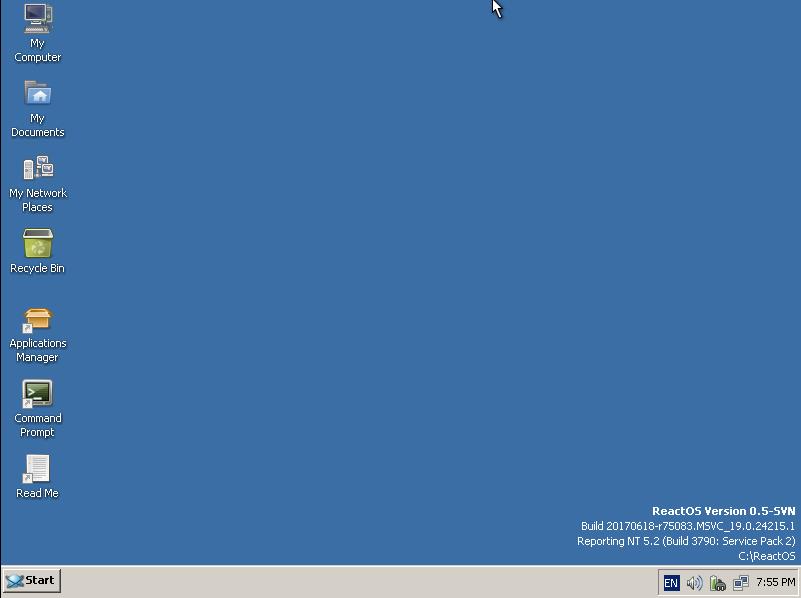 My
Computer
My
Documents
My Network
Places
Recycle Bin
Applications
Manager
Command
Prompt
Read Me
ReactOS Version 0.5-SVN
Build 20170618-r75083.MSVC_19.0.24215.1
Reporting NT 5.2 (Build 3790: Service Pack 2)
C:\ReactOS
Start
EN
7:55 PM